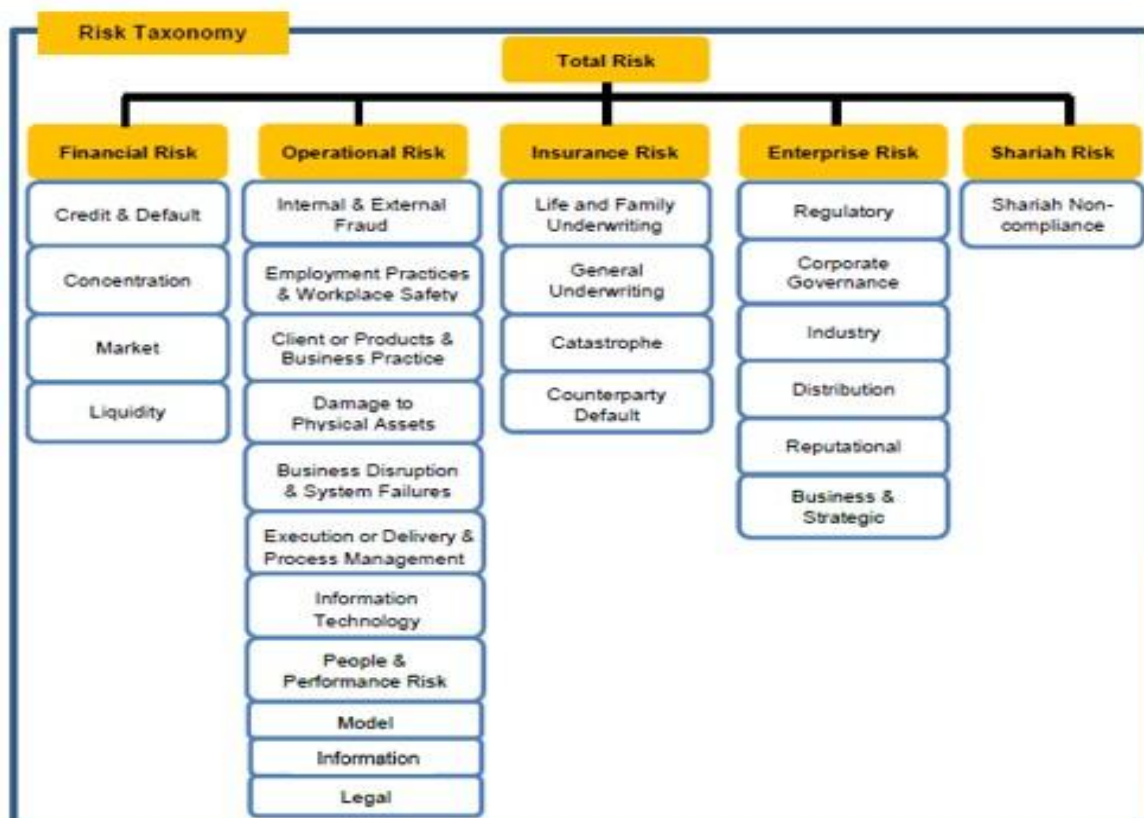 Risk Taxonomy
Total Risk
Financial Risk
Credit & Default
Concentration
Market
Liquidity
Operational Risk
Internal & External
Fraud
Employment Practices
& Workplace Safety
Client or Products &
Business Practice
Damage to
Physical Assets
Business Disruption
& System Failures
Execution or Delivery &
Process Management
Information
Technology
People &
Performance Risk
Model
Information
Legal
Insurance Risk
Life and Family
Underwriting
General
Underwriting
Catastrophe
Counterparty
Default
Enterprise Risk
Regulatory
Corporate
Governance
Industry
Distribution
Reputational
Business &
Strategic
Shariah Risk
Shariah Non-
compliance